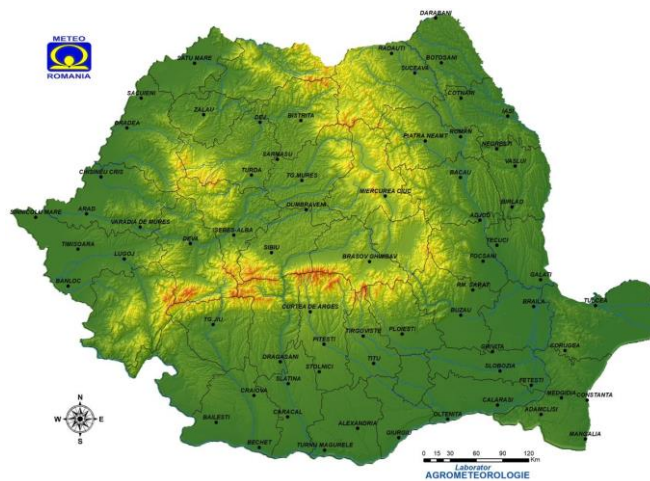 DARABANI
METEO
ROMANIA
RADAUTI
BOTOSANI
SATU MARE
SUCEAVA
SACUIENI
COTNARI
ZALAU
DEJ
BISTRITA
IASI
ORADEA
ROMAN
PIATRA NEAMT
NEGRESTI
SARMASU
VASLUI
CHISINEU CRIS
TURDA
TG.MURES
BACAU
MIERCUREA CIUC
DUMBRAVENI
BIRLAD
SINNICOLU MARE
ARAD
ADJUD
VARADIA DE MURES
SEBES-ALBA
DEVA
TECUCI
TIMISOARA
SIBIU
LUGOJ
BRASOV GHIMBAV
FOCSANI
BANLOC
GALATI
RM. SARAT
BRAILA
TULCEA
CURTEA DE ARGES
BUZAU
TG.JIU
TIRGOVISTE
PLOIESTI
PITESTI
GRIVITA
GORUGEA
DRAGASANI
STOLNICI
TITU
SLOBOZIA
SLATINA
FETESTI
CRAIOVA
MEDGIDIA
CONSTANTA
CALARASI
N
CARACAL
ADAMCLISI
W E
BAILESTI
OLTENITA
S
ALEXANDRIA
GIURGIU
MANGALIA
BECHET
TURNU MAGURELE
0 15 30 60 90 120
Km
Laborator
AGROMETEOROLOGIE